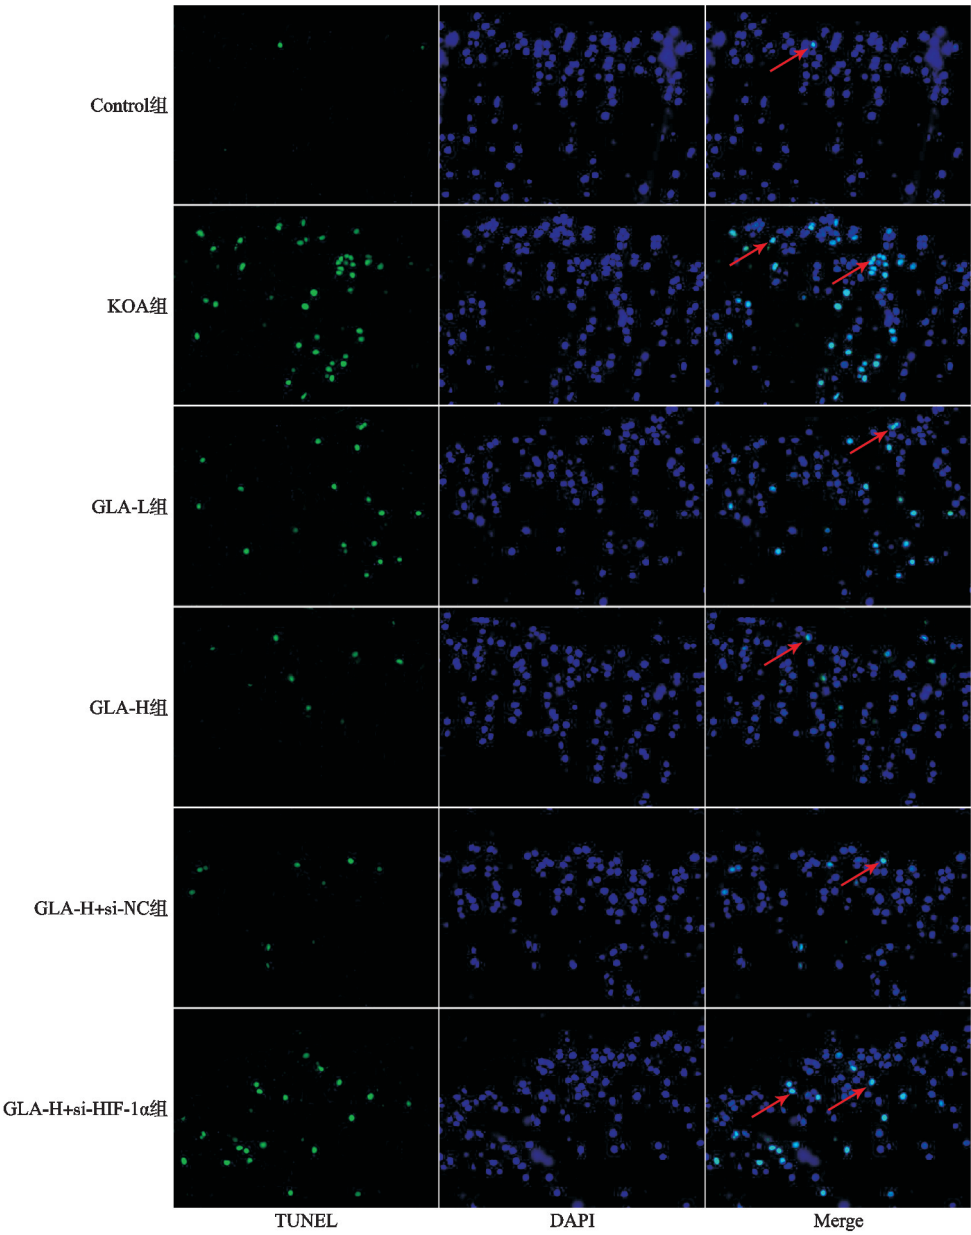 Control组
KOA组
GLA-L组
GLA-H组
GLA-H+si-NC组
GLA-H+si-HIF-1α组
TUNEL
DAPI
Merge